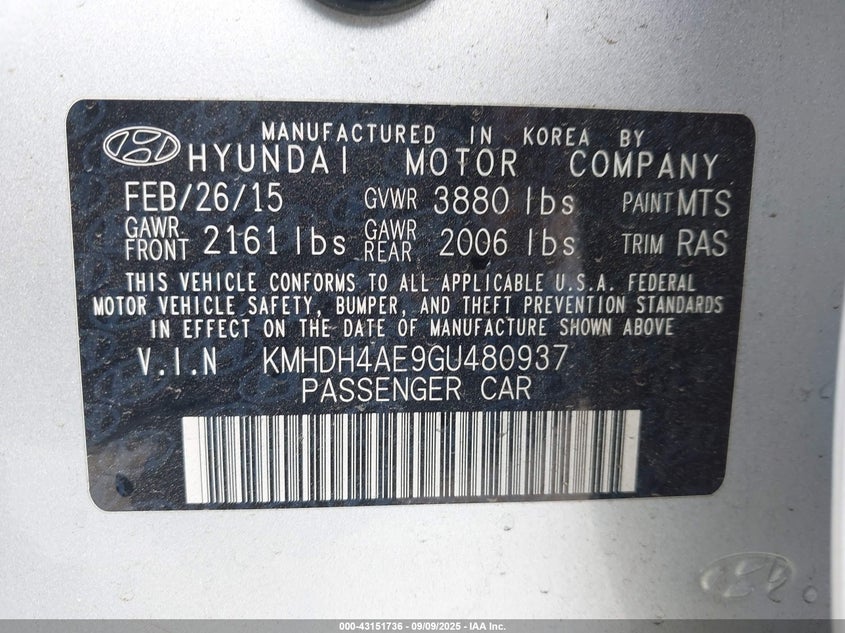 MANUFACTURED IN KOREA BY
HYUNDAI MOTOR COMPANY
FEB/26/15 GVWR 3880 lbs PAINT MTS
GAWR FRONT 2161 lbs GAWR REAR 2006 lbs TRIM RAS
THIS VEHICLE CONFORMS TO ALL APPLICABLE U.S.A. FEDERAL
MOTOR VEHICLE SAFETY, BUMPER, AND THEFT PREVENTION STANDARDS
IN EFFECT ON THE DATE OF MANUFACTURE SHOWN ABOVE
V.I.N KMHDH4AE9GU480937
PASSENGER CAR
000-43151736 - 09/09/2025 - IAA Inc.